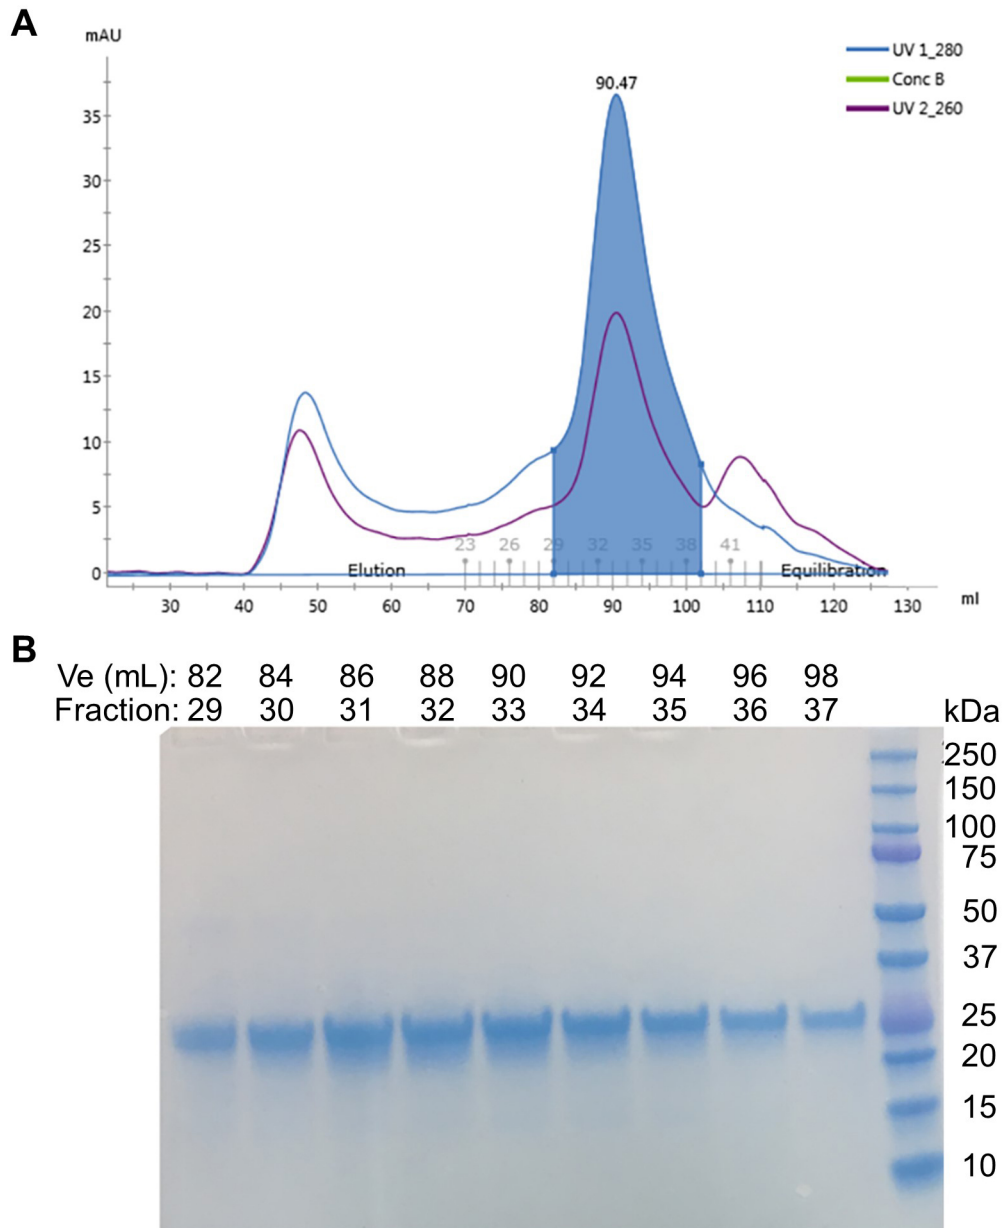 A
mAU
UV 1_280
Conc B
UV 2_260
90.47
35
30
25
20
15
10
5
0
23 26 29 32 35 38 41
Elution Equilibration
30 40 50 60 70 80 90 100 110 120 130 ml
B
Ve (mL): 82 84 86 88 90 92 94 96 98
Fraction: 29 30 31 32 33 34 35 36 37 kDa
250
150
100
75
50
37
25
20
15
10